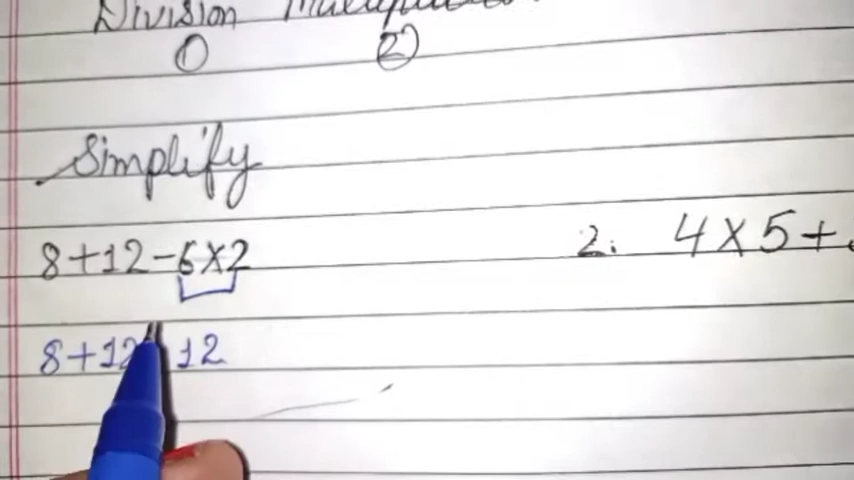 Division
① ②
Simplify
8+12-6×2
2. 4×5+
8+12 12